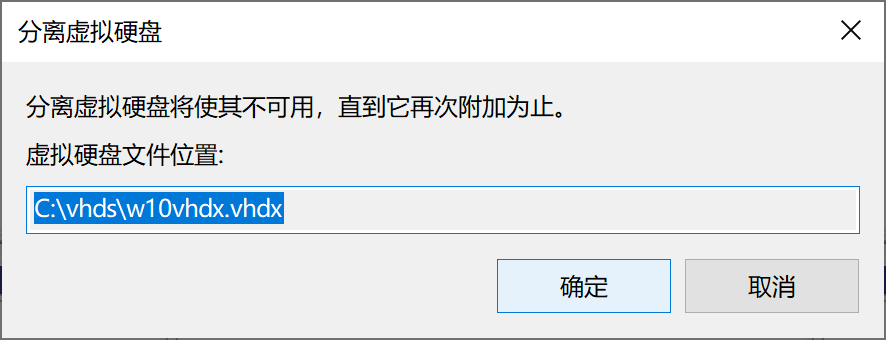 分离虚拟硬盘
分离虚拟硬盘将使其不可用，直到它再次附加为止。
虚拟硬盘文件位置:
C:\vhds\w10vhdx.vhdx
确定
取消